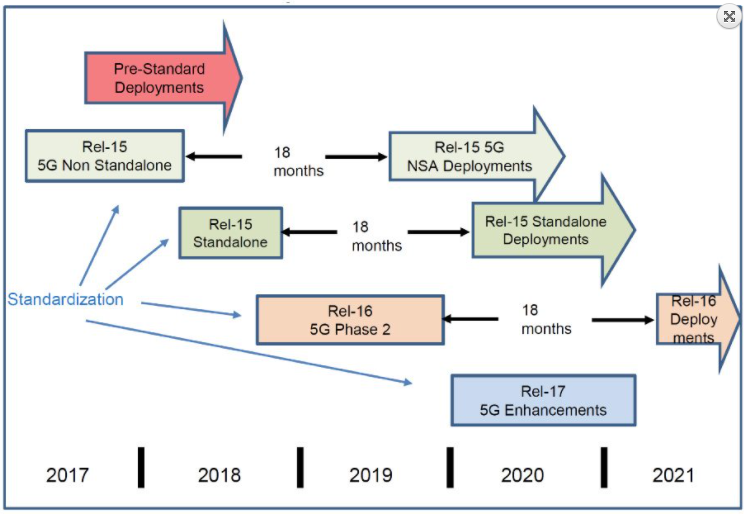 Pre-Standard
Deployments
Rel-15
5G Non Standalone
18
months
Rel-15 5G
NSA Deployments
Rel-15
Standalone
18
months
Rel-15 Standalone
Deployments
Standardization
Rel-16
5G Phase 2
18
months
Rel-16
Deploy
ments
Rel-17
5G Enhancements
2017
2018
2019
2020
2021